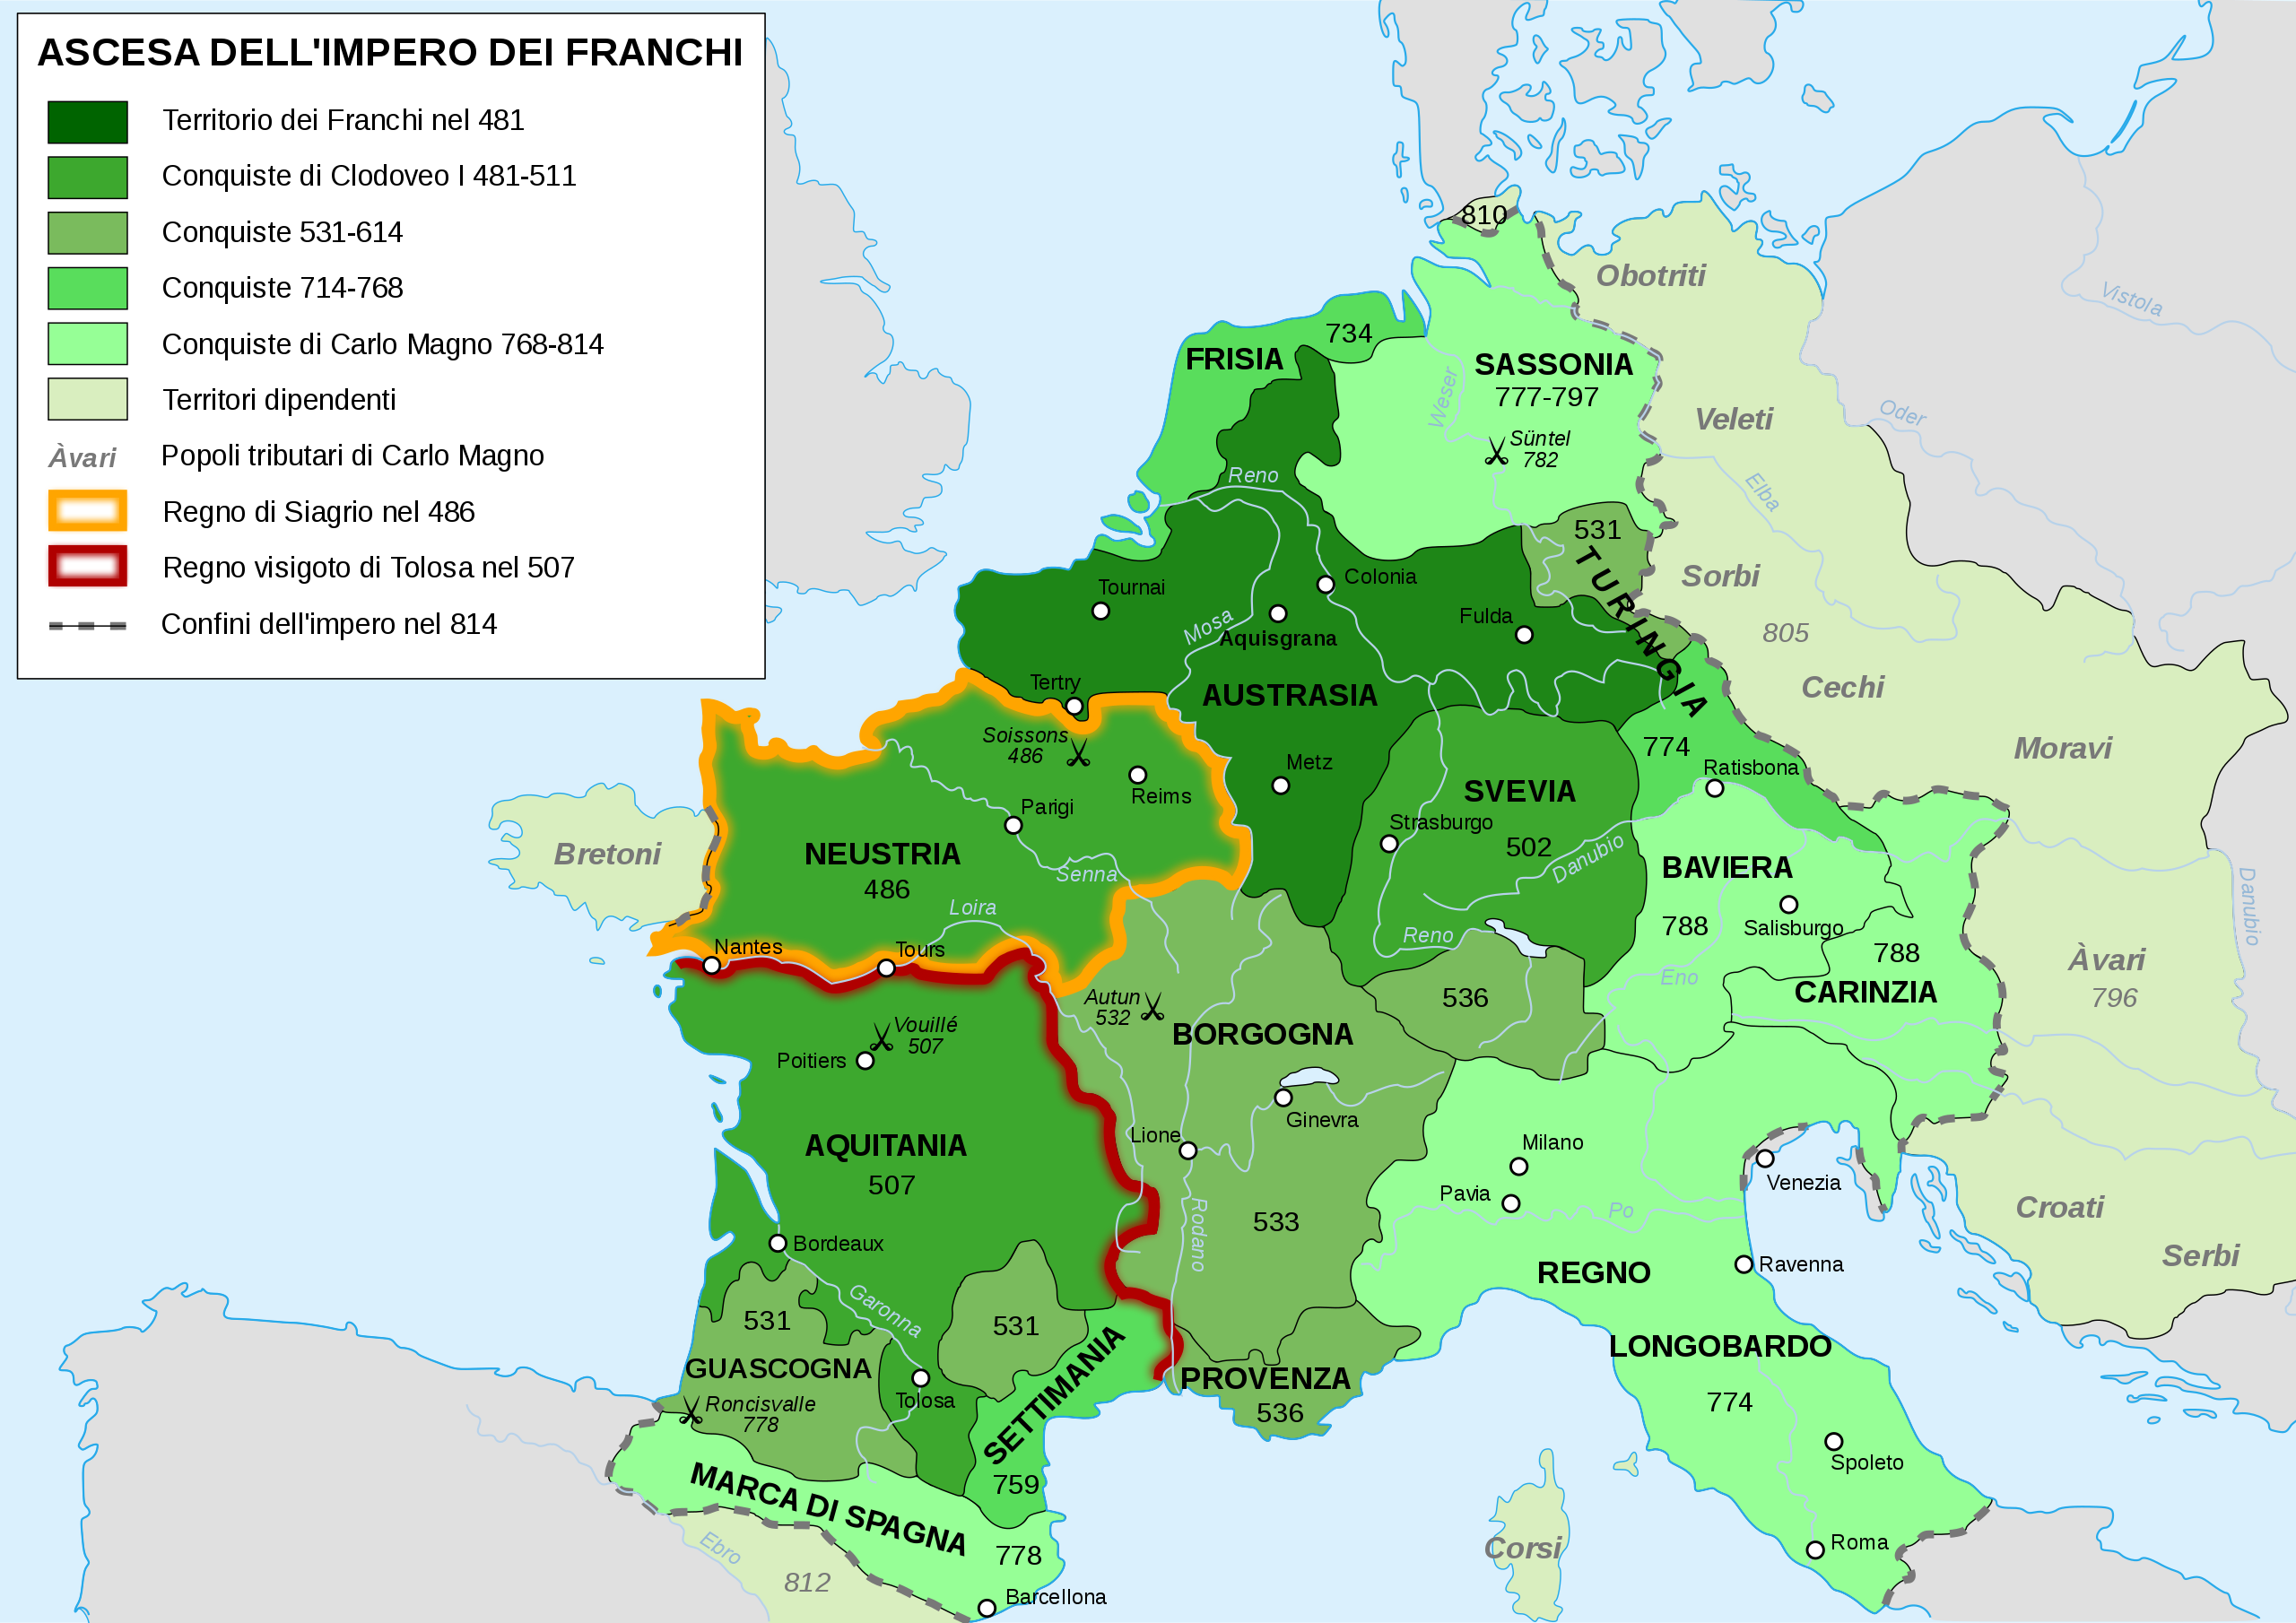 ASCESA DELL'IMPERO DEI FRANCHI
Territorio dei Franchi nel 481
Conquiste di Clodoveo I 481-511
Conquiste 531-614
Conquiste 714-768
Conquiste di Carlo Magno 768-814
Territori dipendenti
Àvari Popoli tributari di Carlo Magno
Regno di Siagrio nel 486
Regno visigoto di Tolosa nel 507
Confini dell'impero nel 814
810
Obotriti
Vistola
734
FRISIA
SASSONIA
777-797
Weser
Süntel
782
Veleti
Oder
Reno
Elba
531
TURINGIA
Sorbi
805
Cechi
Moravi
Tournai
Colonia
Mosa
Aquisgrana
Fulda
Tertry
AUSTRASIA
Soissons
486
Reims
Metz
774
Ratisbona
Parigi
SVEVIA
Strasburgo
502
Danubio
Bretoni
NEUSTRIA
486
Senna
BAVIERA
788
Salisburgo
Loira
Nantes
Tours
Reno
Eno
788
CARINZIA
Àvari
796
Danubio
Autun
532
536
Vouillé
507
Poitiers
BORGOGNA
Ginevra
Lione
Milano
AQUITANIA
507
Pavia
Venezia
Po
Croati
Rodano
533
Bordeaux
Serbi
Ravenna
REGNO
Garonna
531
531
LONGOBARDO
774
GUASCOGNA
SETTIMANIA
PROVENZA
536
Roncisvalle
778
Tolosa
Spoleto
759
MARCA DI SPAGNA
778
Ebro
812
Corsi
Roma
Barcellona